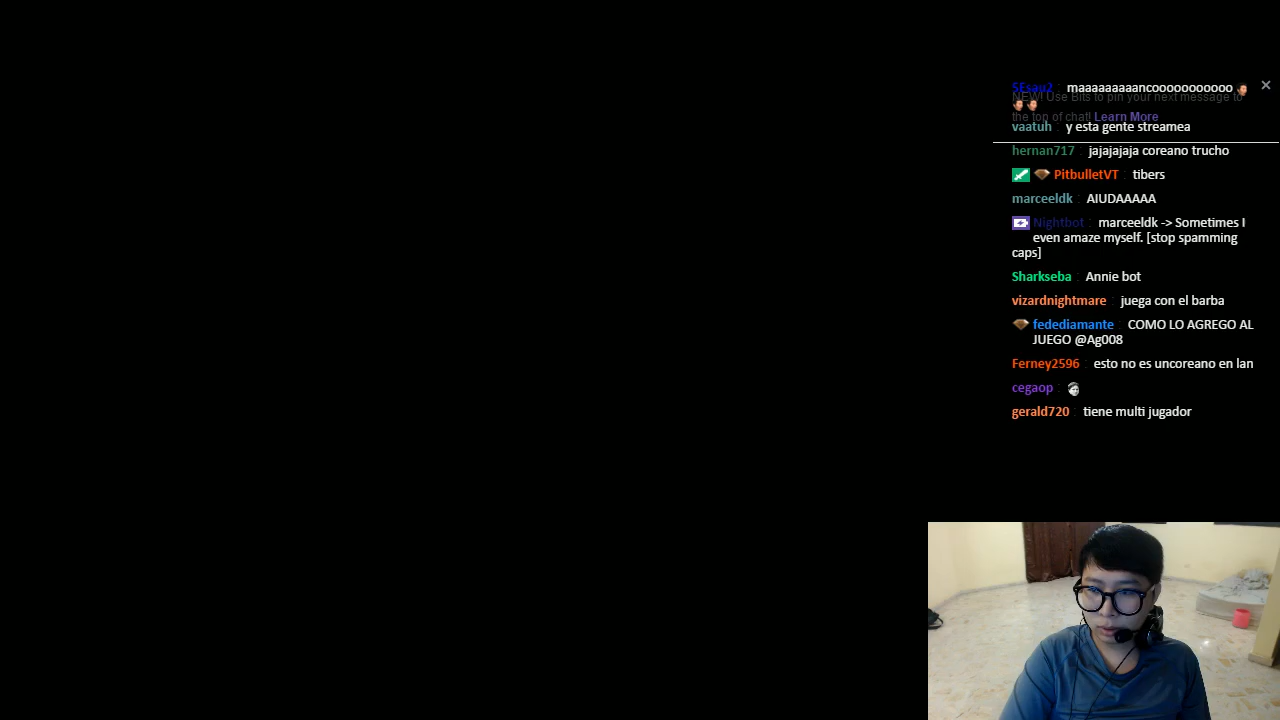 SEsau2 : maaaaaaaaancooooooooooo
NEW! Use Bits to pin your next message to
the top of chat! Learn More
vaatuh : y esta gente streamea
hernan717 : jajajajaja coreano trucho
PitbulletVT : tibers
marceeldk : AIUDAAAAA
Nightbot : marceeldk -> Sometimes I
even amaze myself. [stop spamming
caps]
Sharkseba : Annie bot
vizardnightmare : juega con el barba
fedediamante : COMO LO AGREGO AL
JUEGO @Ag008
Ferney2596 : esto no es uncoreano en lan
cegaop :
gerald720 : tiene multi jugador